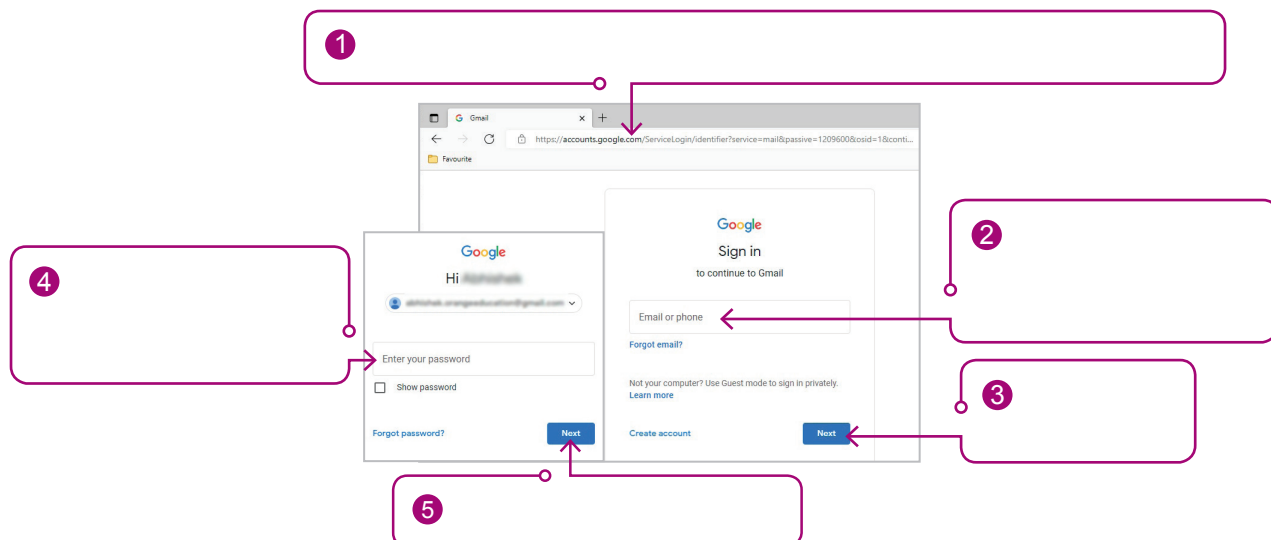 1
Gmail
https://accounts.google.com/ServiceLogin/identifier?service=mail&passive=1209600&osid=1&conti...
Favourite
Google
Sign in
to continue to Gmail
2
Email or phone
Forgot email?
Not your computer? Use Guest mode to sign in privately.
Learn more
3
Create account
Next
Google
Hi
4
Enter your password
Show password
Forgot password?
Next
5